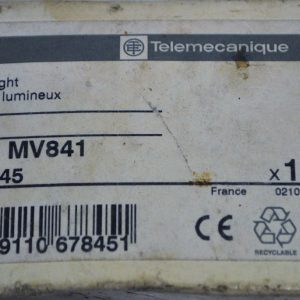 Telemecanique
ght
lumineux
MV841
45
x 1
France 0210
9110 678451
CE
RECYCLABLE